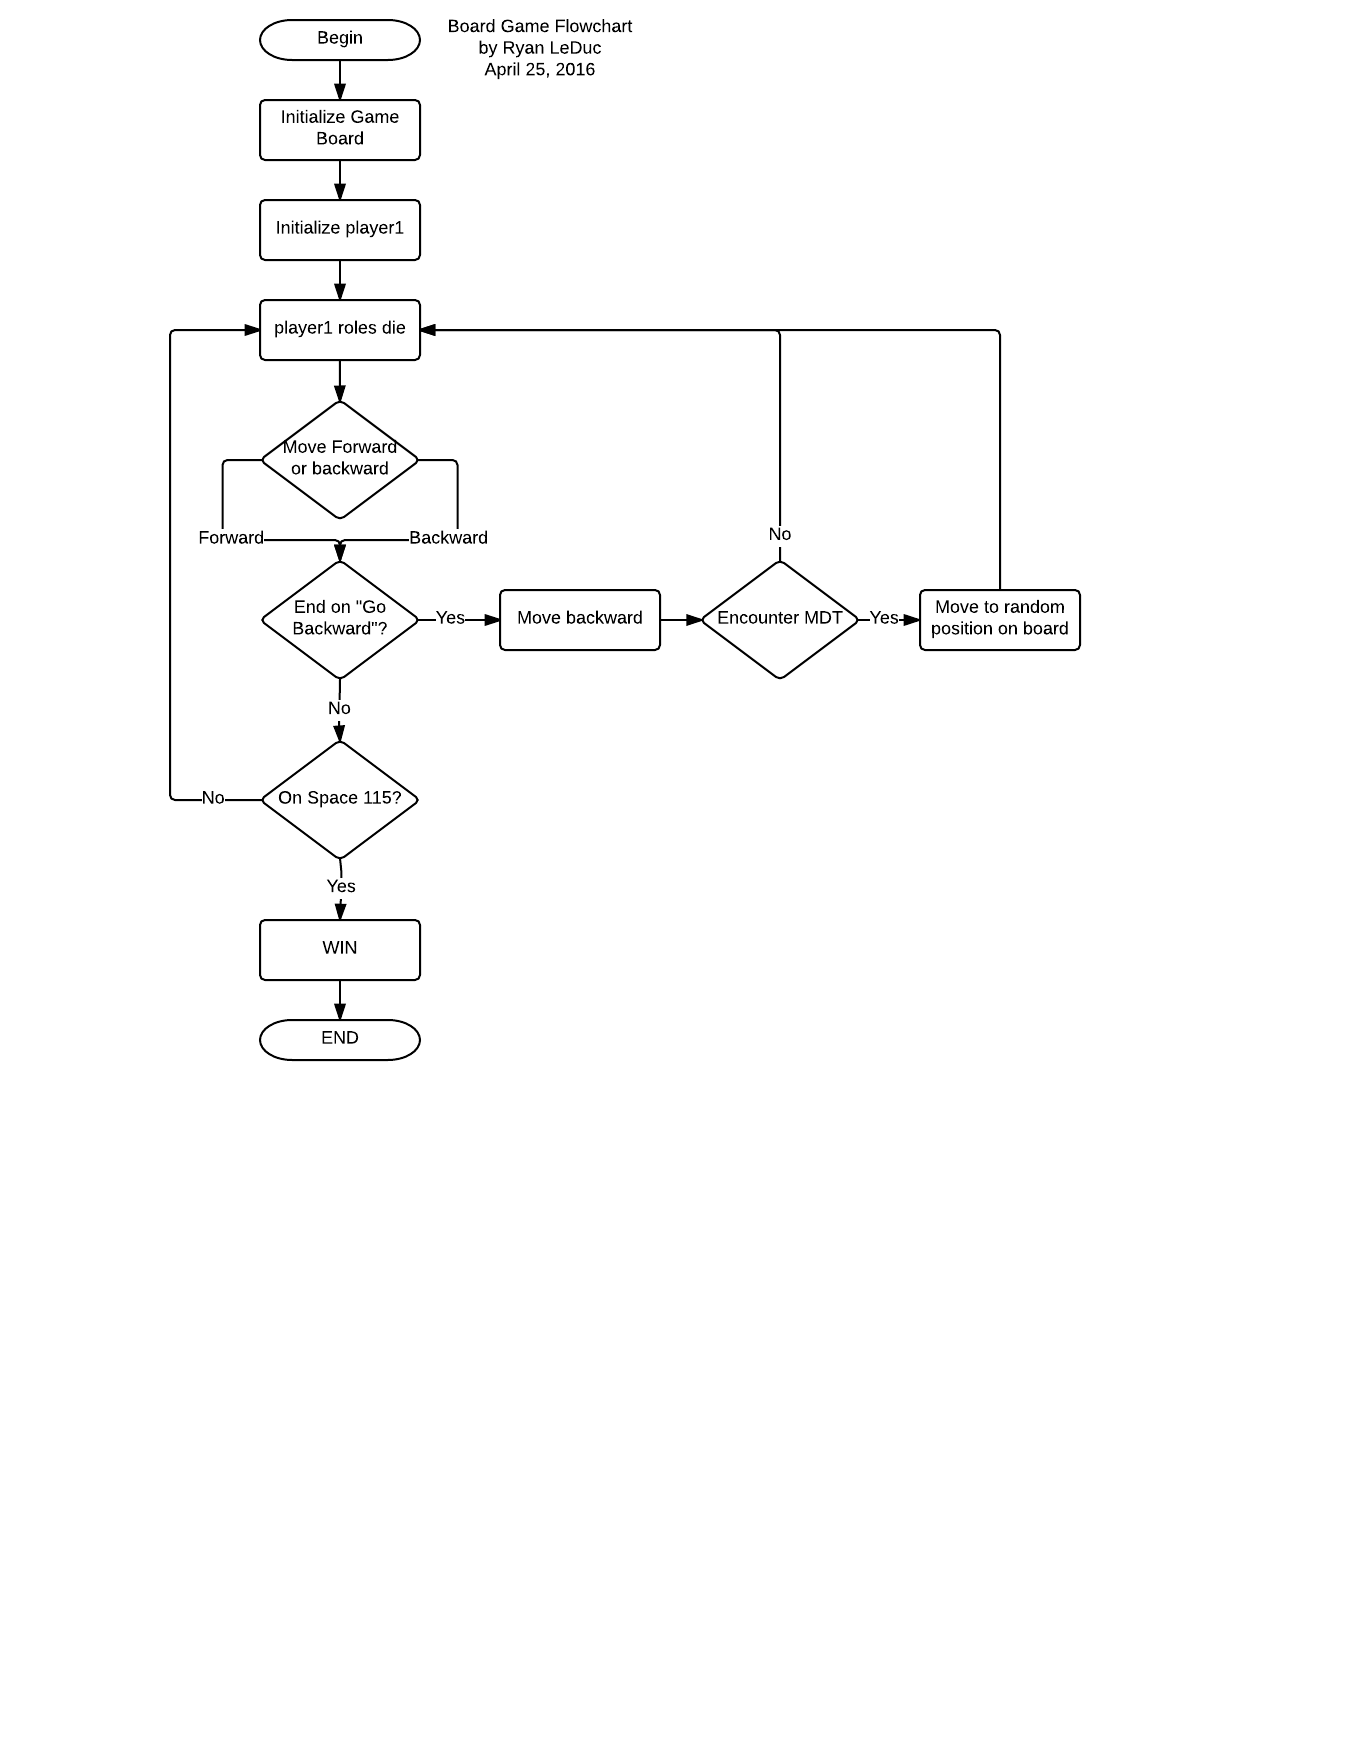 Begin
Board Game Flowchart
by Ryan LeDuc
April 25, 2016
Initialize Game
Board
Initialize player1
player1 roles die
Move Forward
or backward
Forward
Backward
End on "Go
Backward"?
Yes
Move backward
No
Encounter MDT
Yes
Move to random
position on board
No
On Space 115?
No
Yes
WIN
END